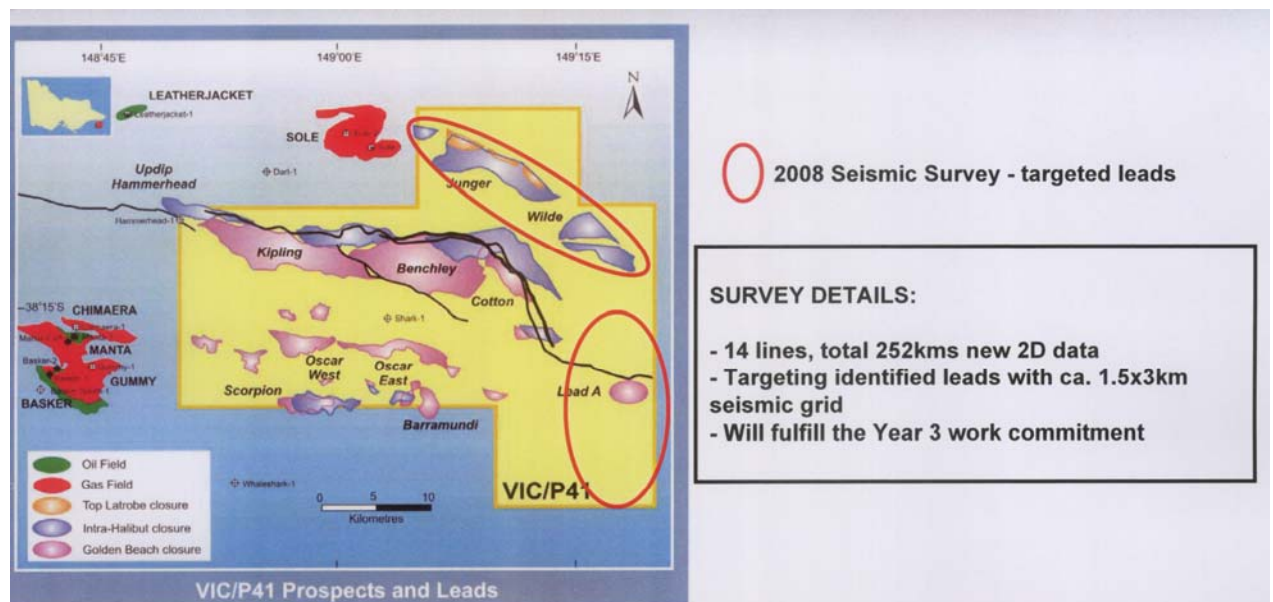 148°45'E
149°00'E
149°15'E
N
LEATHERJACKET
Leatherjacket-1
SOLE
Updip
Hammerhead
Dart-1
Hammerhead-1
Junger
Wilde
Kipling
Benchley
Cotton
38°15'S
CHIMAERA
MANTA
Basker-2
GUMMY
BASKER
Shark-1
Oscar
West
Oscar
East
Scorpion
Barramundi
Lead A
VIC/P41
Whaleshark-1
0 5 10
Kilometres
Oil Field
Gas Field
Top Latrobe closure
Intra-Halibut closure
Golden Beach closure
VIC/P41 Prospects and Leads
2008 Seismic Survey - targeted leads
SURVEY DETAILS:
- 14 lines, total 252kms new 2D data
- Targeting identified leads with ca. 1.5x3km
seismic grid
- Will fulfill the Year 3 work commitment